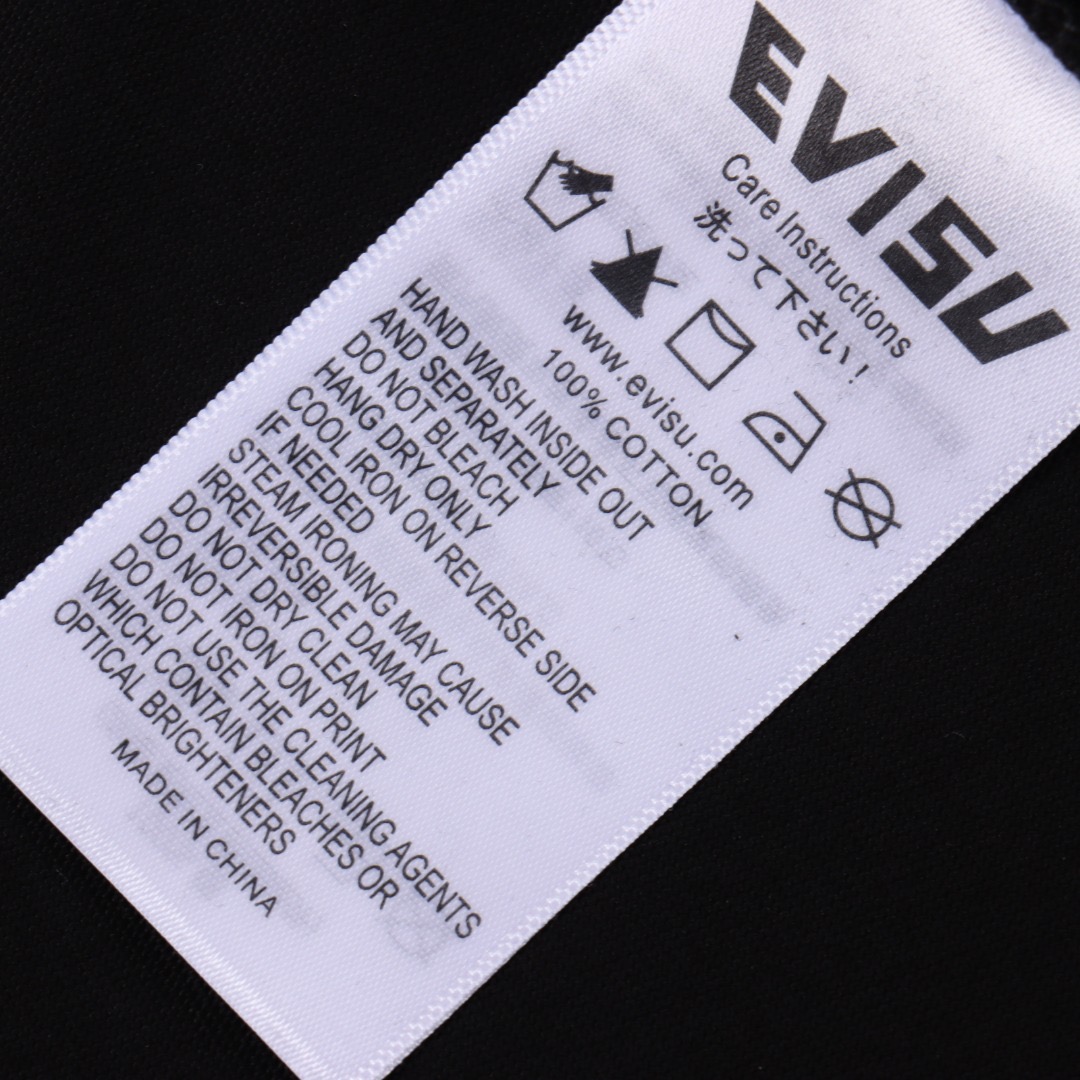 EVISU
Care Instructions
洗って下さい!
www.evisu.com
100% COTTON
HAND WASH INSIDE OUT
AND SEPARATELY
DO NOT BLEACH
HANG DRY ONLY
COOL IRON ON REVERSE SIDE
IF NEEDED
STEAM IRONING MAY CAUSE
IRREVERSIBLE DAMAGE
DO NOT DRY CLEAN
DO NOT IRON ON PRINT
DO NOT USE THE CLEANING AGENTS
WHICH CONTAIN BLEACHES OR
OPTICAL BRIGHTENERS
MADE IN CHINA